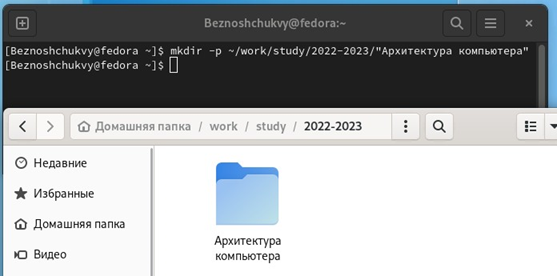 Beznoshchukvy@fedora:~
[Beznoshchukvy@fedora ~]$ mkdir -p ~/work/study/2022-2023/"Архитектура компьютера"
[Beznoshchukvy@fedora ~]$
Домашняя папка / work / study / 2022-2023
Недавние
Избранные
Домашняя папка
Видео
Архитектура
компьютера